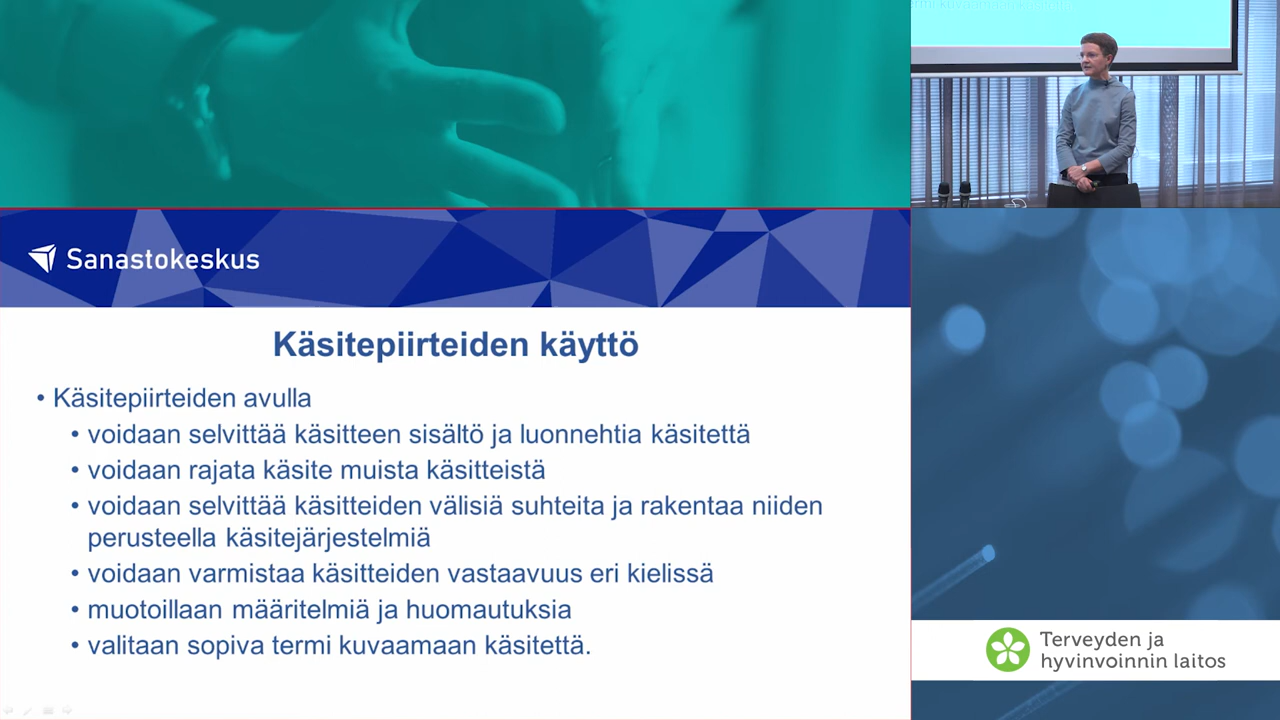 Sanastokeskus
Käsitepiirteiden käyttö
• Käsitepiirteiden avulla
• voidaan selvittää käsitteen sisältö ja luonnehtia käsitettä
• voidaan rajata käsite muista käsitteistä
• voidaan selvittää käsitteiden välisiä suhteita ja rakentaa niiden
perusteella käsitejärjestelmiä
• voidaan varmistaa käsitteiden vastaavuus eri kielissä
• muotoillaan määritelmiä ja huomautuksia
• valitaan sopiva termi kuvaamaan käsitettä.
Terveyden ja
hyvinvoinnin laitos